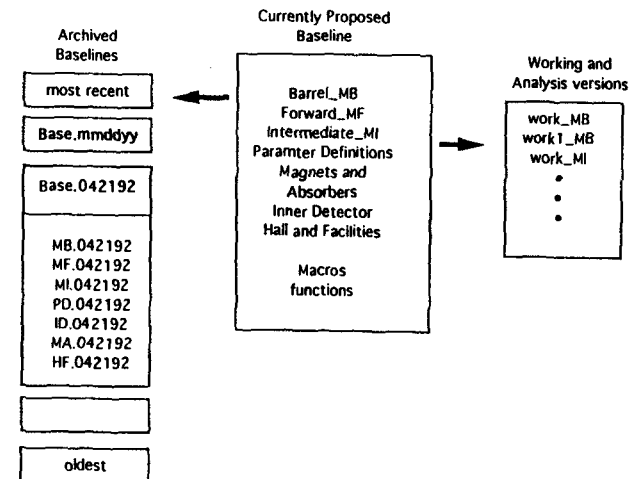 Archived
Baselines
most recent
Base.mmddyy
Base.042192
MB.042192
MF.042192
MI.042192
PD.042192
ID.042192
MA.042192
HF.042192
oldest
Currently Proposed
Baseline
Barrel_MB
Forward_MF
Intermediate_MI
Paramter Definitions
Magnets and
Absorbers
Inner Detector
Hall and Facilities
Macros
functions
Working and
Analysis versions
work_MB
work1_MB
work_MI